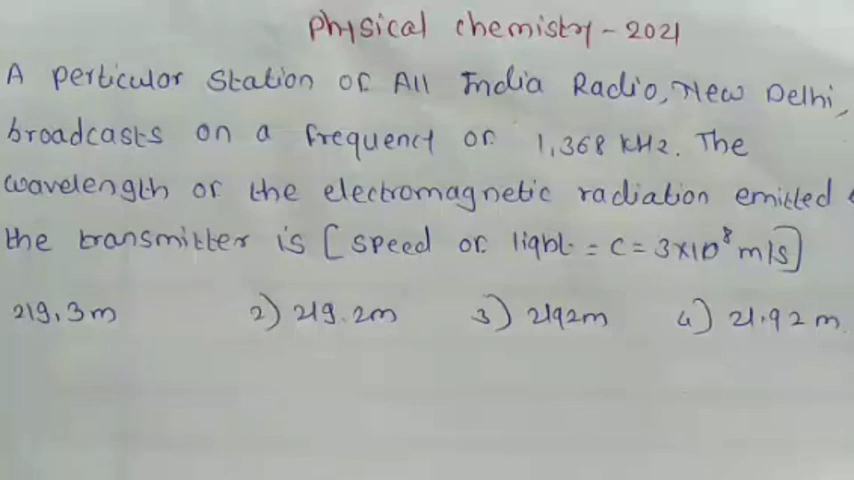 Physical chemistry - 2021
A perticular station of All India Radio, New Delhi,
broadcasts on a frequency of 1,368 kHz. The
wavelength of the electromagnetic radiation emitted
the transmitter is [speed of light = c = 3×10⁸ m/s]
219.3m 2) 219.2m 3) 2192m 4) 21.92 m